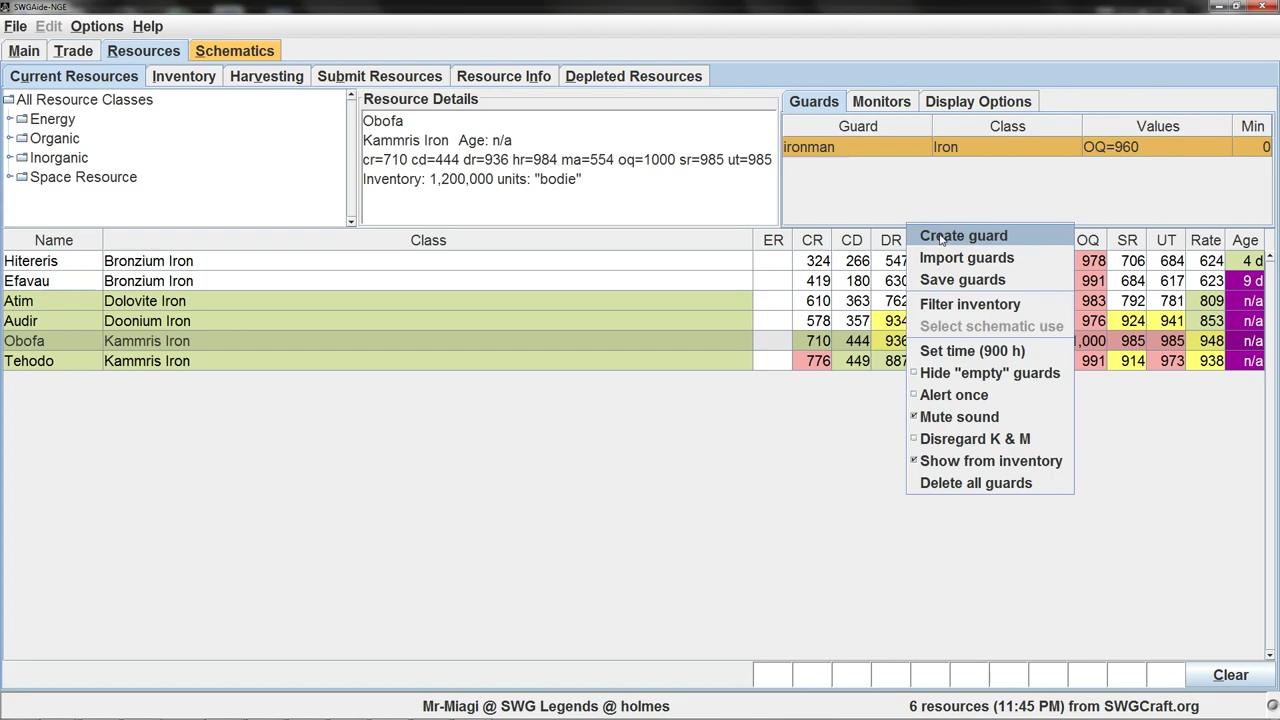 SWGAide-NGE
File Edit Options Help
Main Trade Resources Schematics
Current Resources Inventory Harvesting Submit Resources Resource Info Depleted Resources
All Resource Classes
Energy
Organic
Inorganic
Space Resource
Resource Details
Obofa
Kammris Iron Age: n/a
cr=710 cd=444 dr=936 hr=984 ma=554 oq=1000 sr=985 ut=985
Inventory: 1,200,000 units: "bodie"
Guards Monitors Display Options
Guard Class Values Min
ironman Iron OQ=960 0
Name Class ER CR CD DR OQ SR UT Rate Age
Hitereris Bronzium Iron 324 266 547 978 706 684 624 4 d
Efavau Bronzium Iron 419 180 630 991 684 617 623 9 d
Atim Dolovite Iron 610 363 762 983 792 781 809 n/a
Audir Doonium Iron 578 357 934 976 924 941 853 n/a
Obofa Kammris Iron 710 444 936 1,000 985 985 948 n/a
Tehodo Kammris Iron 776 449 887 991 914 973 938 n/a
Create guard
Import guards
Save guards
Filter inventory
Select schematic use
Set time (900 h)
Hide "empty" guards
Alert once
Mute sound
Disregard K & M
Show from inventory
Delete all guards
Clear
Mr-Miagi @ SWG Legends @ holmes
6 resources (11:45 PM) from SWGCraft.org